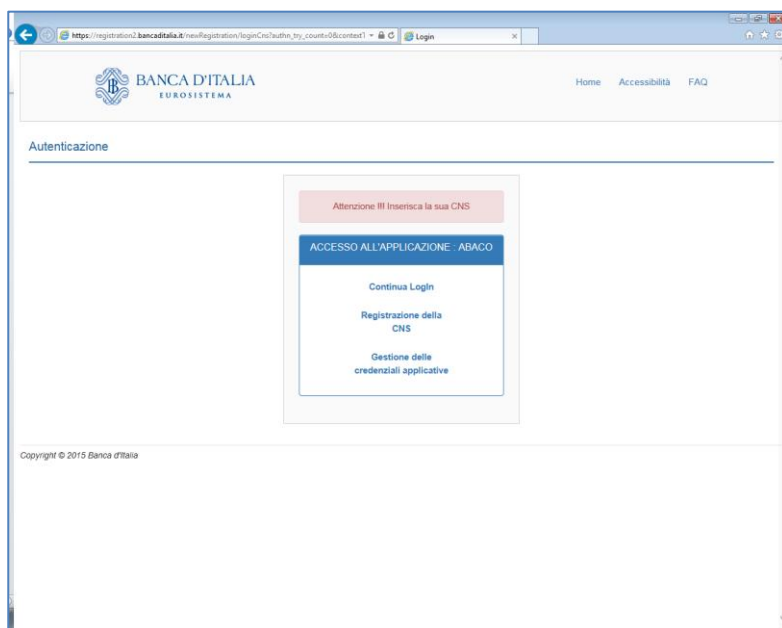 https://registration2.bancaditalia.it/newRegistration/loginCns?authn_try_count=0&context1
Login
BANCA D'ITALIA
EUROSISTEMA
Home Accessibilità FAQ
Autenticazione
Attenzione !!! Inserisca la sua CNS
ACCESSO ALL'APPLICAZIONE : ABACO
Continua LogIn
Registrazione della
CNS
Gestione delle
credenziali applicative
Copyright © 2015 Banca d'Italia